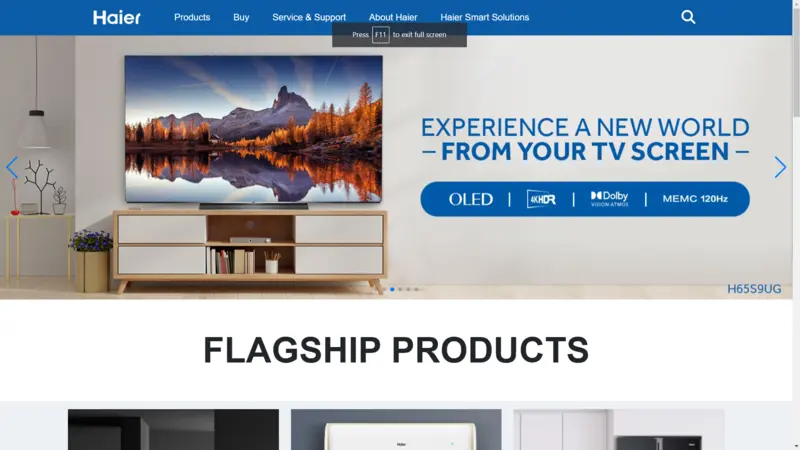 Haier
Products
Buy
Service & Support
About Haier
Haier Smart Solutions
Press F11 to exit full screen
EXPERIENCE A NEW WORLD
– FROM YOUR TV SCREEN –
OLED | 4K HDR | Dolby VISION ATMOS | MEMC 120Hz
H65S9UG
FLAGSHIP PRODUCTS
Haier